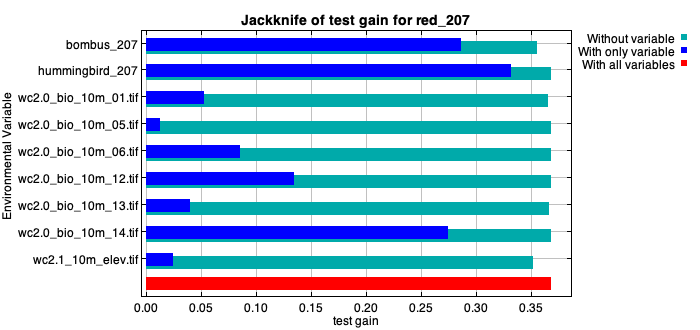 Jackknife of test gain for red_207
Without variable
With only variable
With all variables
Environmental Variable
bombus_207
hummingbird_207
wc2.0_bio_10m_01.tif
wc2.0_bio_10m_05.tif
wc2.0_bio_10m_06.tif
wc2.0_bio_10m_12.tif
wc2.0_bio_10m_13.tif
wc2.0_bio_10m_14.tif
wc2.1_10m_elev.tif
0.00 0.05 0.10 0.15 0.20 0.25 0.30 0.35
test gain